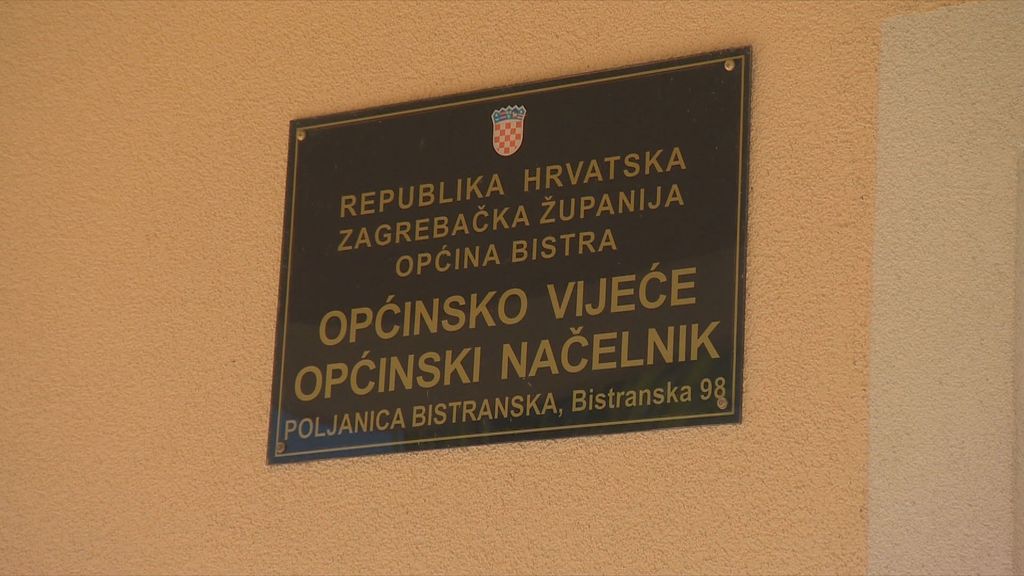 REPUBLIKA HRVATSKA
ZAGREBAČKA ŽUPANIJA
OPĆINA BISTRA
OPĆINSKO VIJEĆE
OPĆINSKI NAČELNIK
POLJANICA BISTRANSKA, Bistranska 98